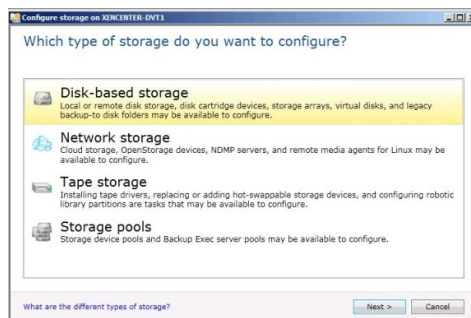 Configure storage on XENCENTER-DVT1
Which type of storage do you want to configure?
Disk-based storage
Local or remote disk storage, disk cartridge devices, storage arrays, virtual disks, and legacy
backup-to disk folders may be available to configure.
Network storage
Cloud storage, OpenStorage devices, NDMP servers, and remote media agents for Linux may be
available to configure.
Tape storage
Installing tape drivers, replacing or adding hot-swappable storage devices, and configuring robotic
library partitions are tasks that may be available to configure.
Storage pools
Storage device pools and Backup Exec server pools may be available to configure.
What are the different types of storage?
Next >
Cancel